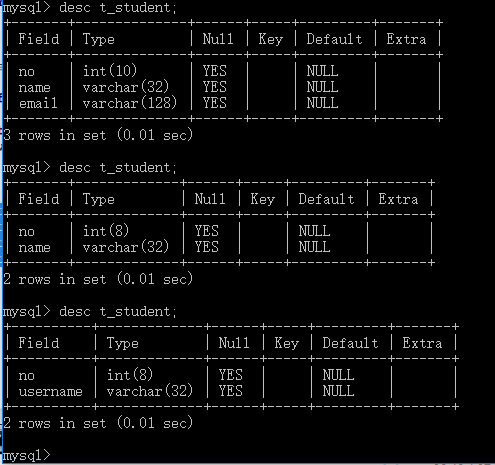 mysql> desc t_student;
+-------+--------------+------+-----+---------+-------+
| Field | Type         | Null | Key | Default | Extra |
+-------+--------------+------+-----+---------+-------+
| no    | int(10)      | YES  |     | NULL    |       |
| name  | varchar(32)  | YES  |     | NULL    |       |
| email | varchar(128) | YES  |     | NULL    |       |
+-------+--------------+------+-----+---------+-------+
3 rows in set (0.01 sec)
mysql> desc t_student;
+-------+-------------+------+-----+---------+-------+
| Field | Type        | Null | Key | Default | Extra |
+-------+-------------+------+-----+---------+-------+
| no    | int(8)      | YES  |     | NULL    |       |
| name  | varchar(32) | YES  |     | NULL    |       |
+-------+-------------+------+-----+---------+-------+
2 rows in set (0.01 sec)
mysql> desc t_student;
+----------+-------------+------+-----+---------+-------+
| Field    | Type        | Null | Key | Default | Extra |
+----------+-------------+------+-----+---------+-------+
| no       | int(8)      | YES  |     | NULL    |       |
| username | varchar(32) | YES  |     | NULL    |       |
+----------+-------------+------+-----+---------+-------+
2 rows in set (0.01 sec)
mysql>